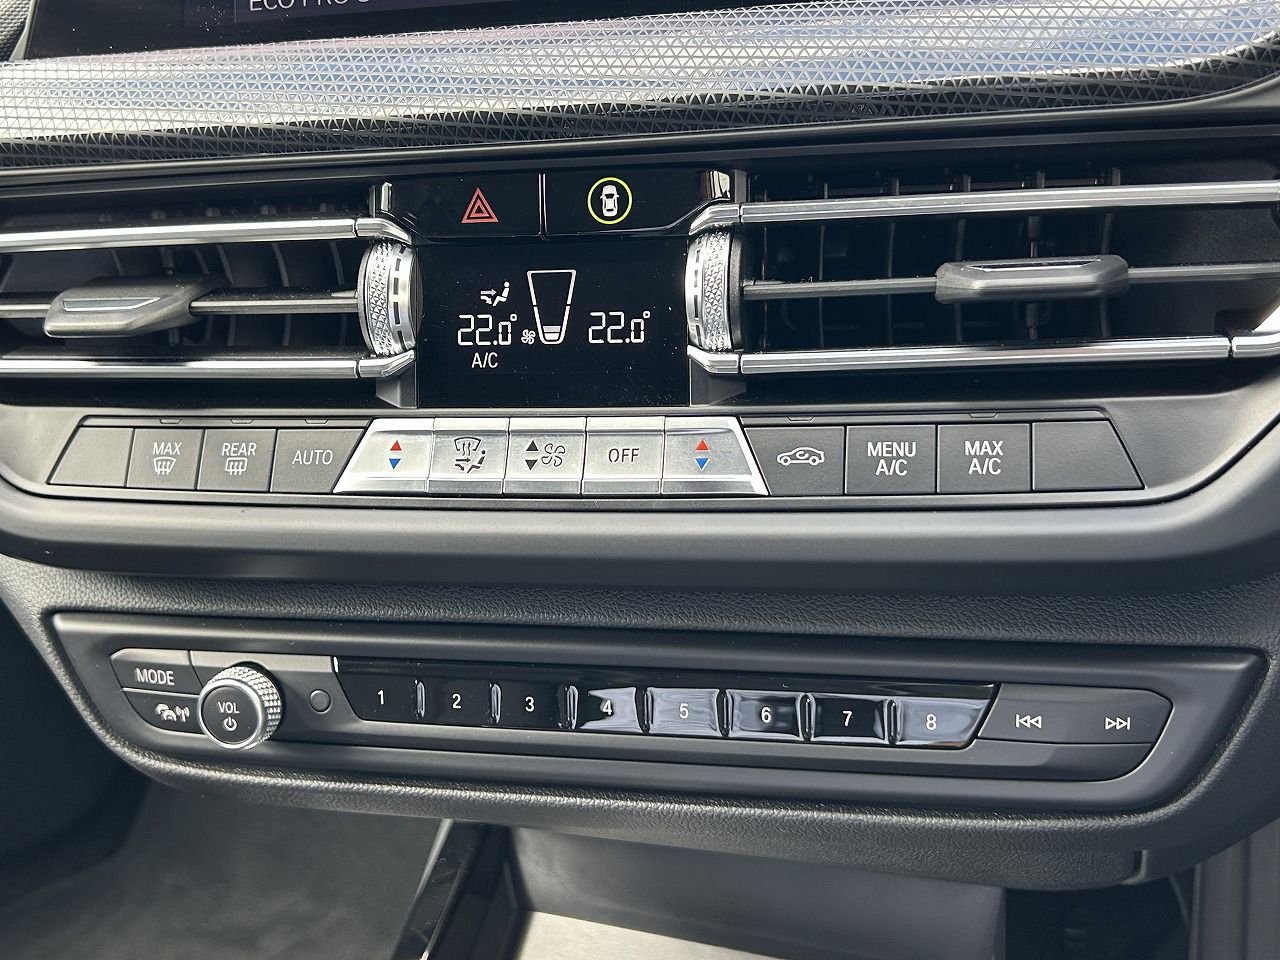 ECO PRO
22.0° 22.0°
A/C
MAX
REAR
AUTO
OFF
MENU
A/C
MAX
A/C
MODE
VOL
1 2 3 4 5 6 7 8